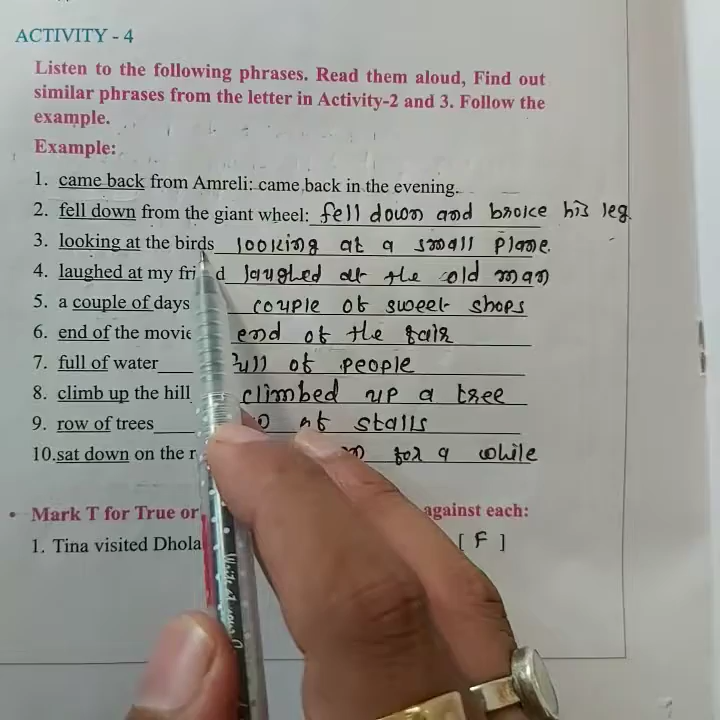 ACTIVITY - 4
Listen to the following phrases. Read them aloud, Find out
similar phrases from the letter in Activity-2 and 3. Follow the
example.
Example:
1. came back from Amreli: came back in the evening.
2. fell down from the giant wheel: fell down and broke his leg
3. looking at the birds looking at a small plane.
4. laughed at my laughed at the old man
5. a couple of days couple of sweet shops
6. end of the end of the fair
7. full of water full of people
8. climb up the hill climbed up a tree
9. row of trees of stalls
10.sat down on the for a while
• Mark T for True or against each:
1. Tina visited [ F ]